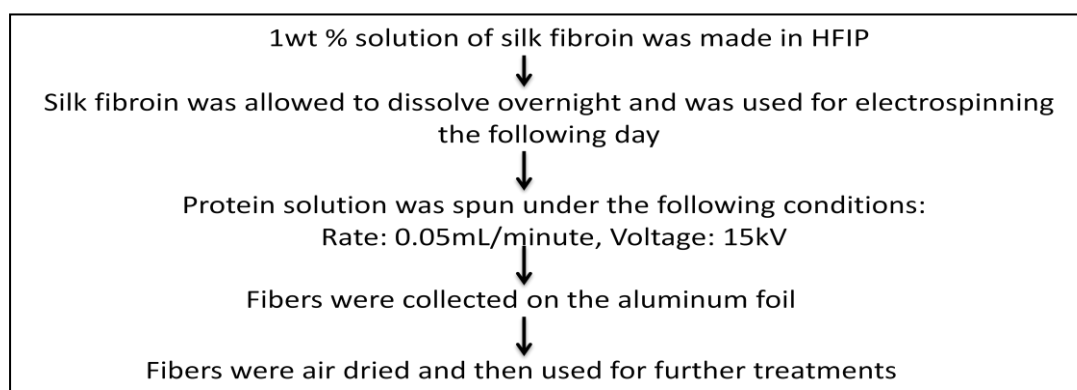 1wt % solution of silk fibroin was made in HFIP
Silk fibroin was allowed to dissolve overnight and was used for electrospinning
the following day
Protein solution was spun under the following conditions:
Rate: 0.05mL/minute, Voltage: 15kV
Fibers were collected on the aluminum foil
Fibers were air dried and then used for further treatments